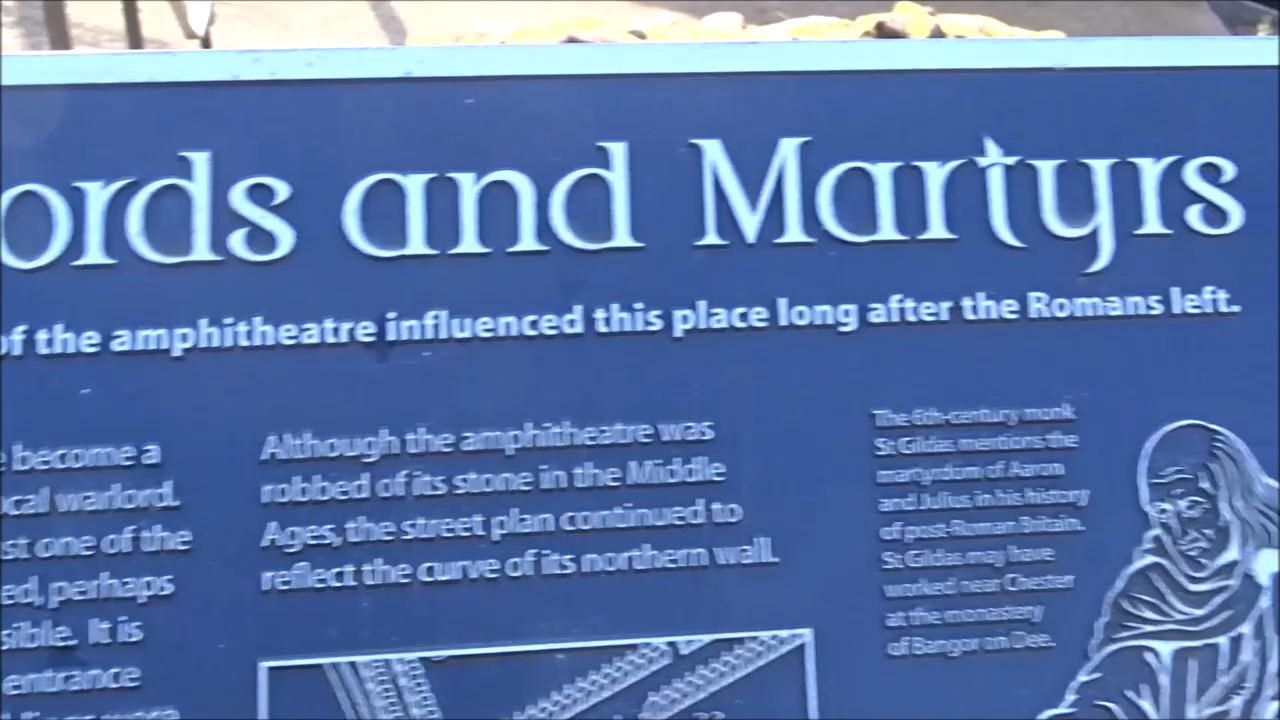 ords and Martyrs
of the amphitheatre influenced this place long after the Romans left.
become a
ocal warlord.
st one of the
ed, perhaps
sible. It is
entrance
Although the amphitheatre was
robbed of its stone in the Middle
Ages, the street plan continued to
reflect the curve of its northern wall.
The 6th-century monk
St Gildas mentions the
martyrdom of Aaron
and Julius in his history
of post-Roman Britain.
St Gildas may have
worked near Chester
at the monastery
of Bangor on Dee.